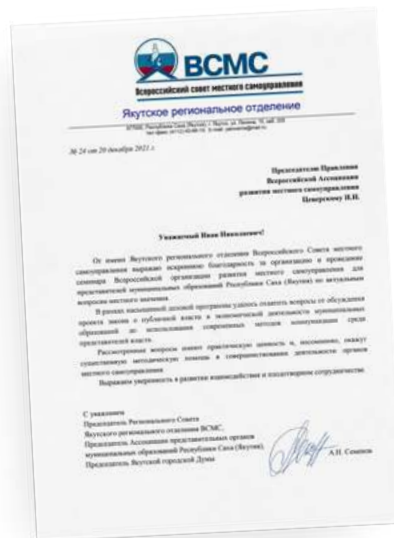 ВСМС
Всероссийский совет местного самоуправления
Якутское региональное отделение
№ 24 от 20 декабря 2021 г.
Председателю Правления
Всероссийской Ассоциации
развития местного самоуправления
Цецерскому И.Н.
Уважаемый Иван Николаевич!
От имени Якутского регионального отделения Всероссийского Совета местного
самоуправления выражаю искреннюю благодарность за организацию и проведение
семинара Всероссийской организации развития местного самоуправления для
представителей муниципальных образований Республики Саха (Якутия) по актуальным
вопросам местного значения.
В рамках насыщенной деловой программы удалось охватить вопросы от обсуждения
проекта закона о публичной власти и экономической деятельности муниципальных
образований до использования современных методов коммуникации среди
представителей власти.
Рассмотренные вопросы имеют практическую ценность и, несомненно, окажут
существенную методическую помощь в совершенствовании деятельности органов
местного самоуправления.
Выражаем уверенность в развитии взаимодействия и плодотворном сотрудничестве.
С уважением
Председатель Регионального Совета
Якутского регионального отделения ВСМС,
Председатель Ассоциации представительных органов
муниципальных образований Республики Саха (Якутия),
Председатель Якутской городской Думы
А.Н. Семенов